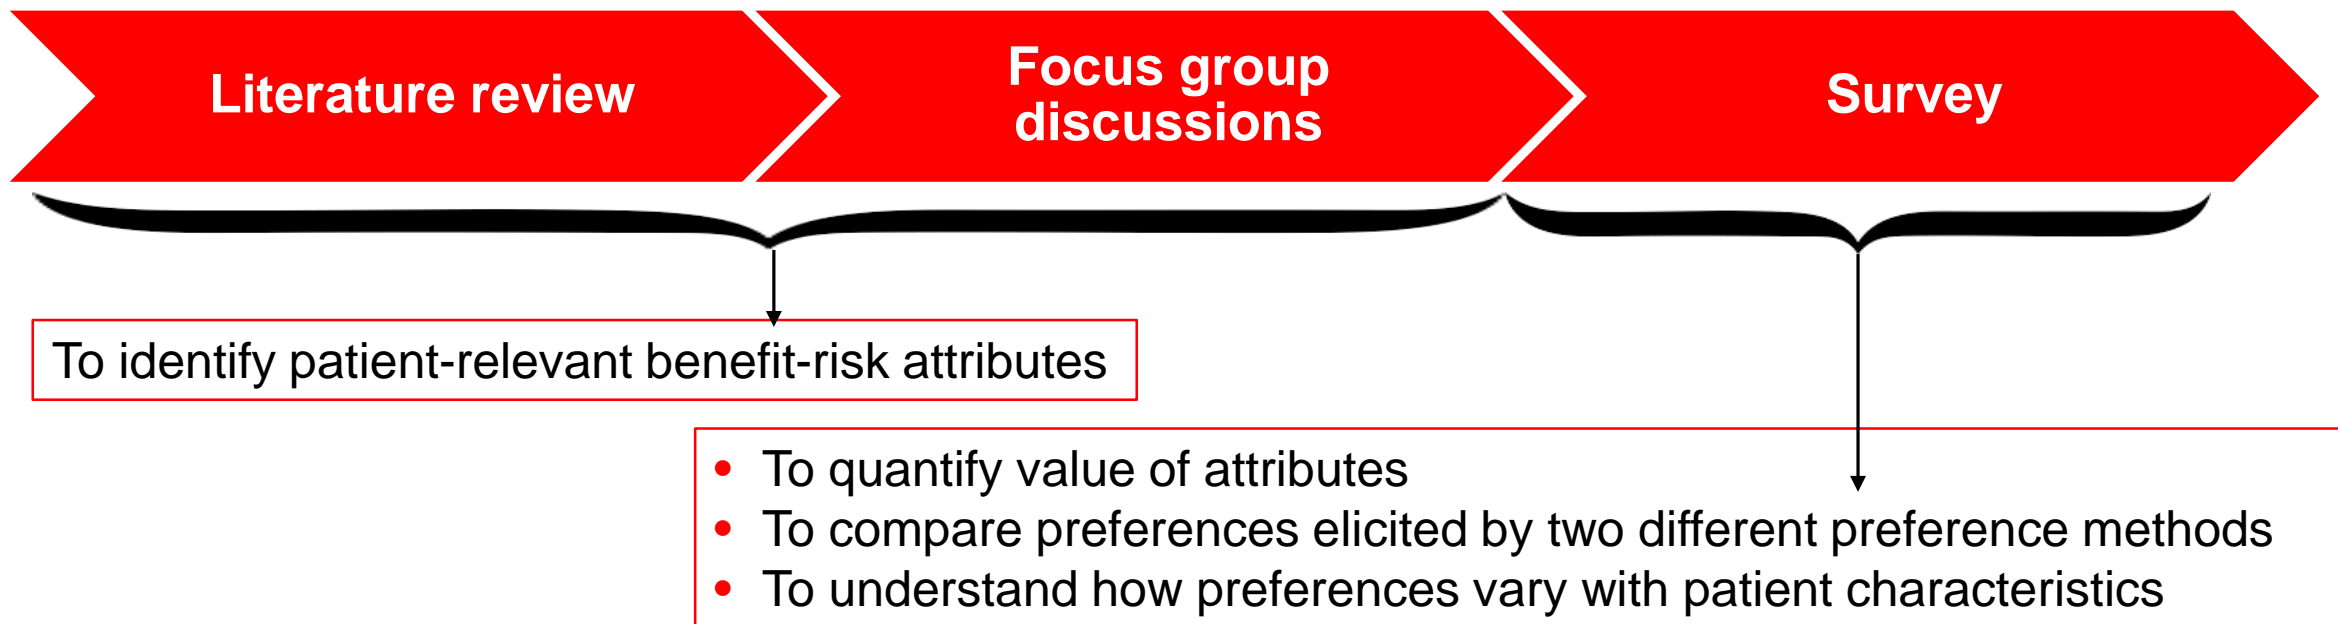 Literature review
Focus group
discussions
Survey
To identify patient-relevant benefit-risk attributes
• To quantify value of attributes
• To compare preferences elicited by two different preference methods
• To understand how preferences vary with patient characteristics